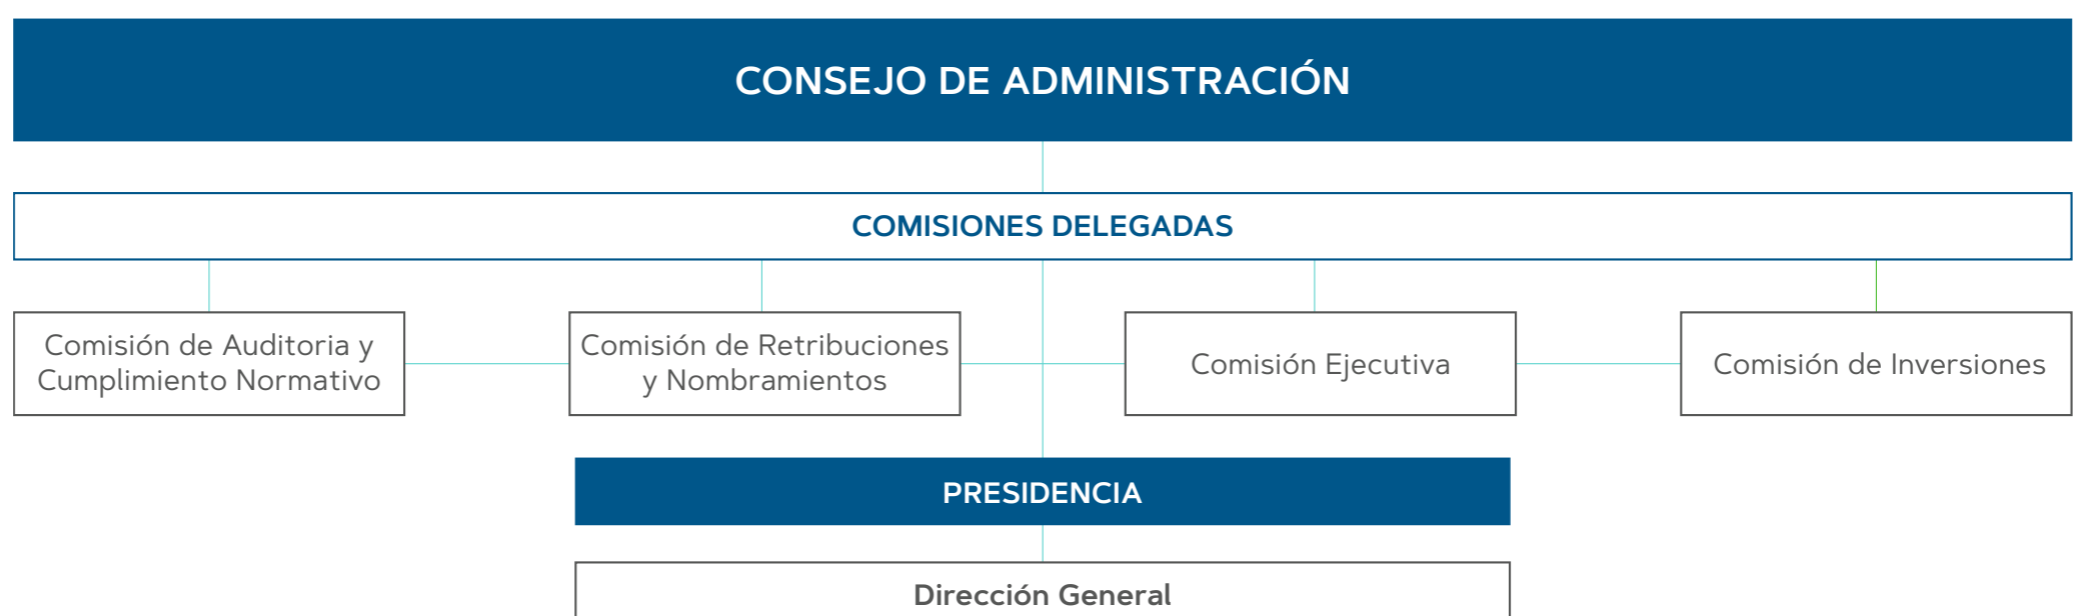 CONSEJO DE ADMINISTRACIÓN
COMISIONES DELEGADAS
Comisión de Auditoria y
Cumplimiento Normativo
Comisión de Retribuciones
y Nombramientos
Comisión Ejecutiva
Comisión de Inversiones
PRESIDENCIA
Dirección General